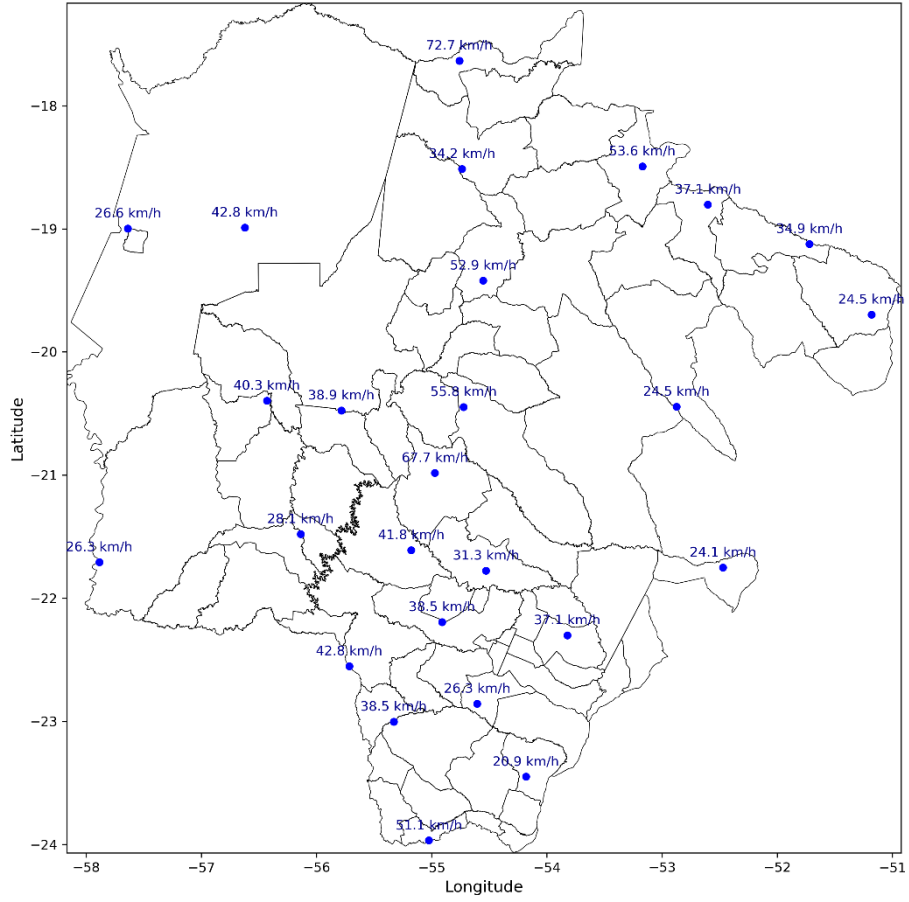 72.7 km/h
−18
34.2 km/h
53.6 km/h
37.1 km/h
26.6 km/h
42.8 km/h
34.9 km/h
−19
52.9 km/h
24.5 km/h
−20
40.3 km/h
38.9 km/h
55.8 km/h
24.5 km/h
Latitude
67.7 km/h
−21
28.1 km/h
41.8 km/h
31.3 km/h
26.3 km/h
24.1 km/h
−22
38.5 km/h
37.1 km/h
42.8 km/h
26.3 km/h
38.5 km/h
−23
20.9 km/h
51.1 km/h
−24
−58 −57 −56 −55 −54 −53 −52 −51
Longitude